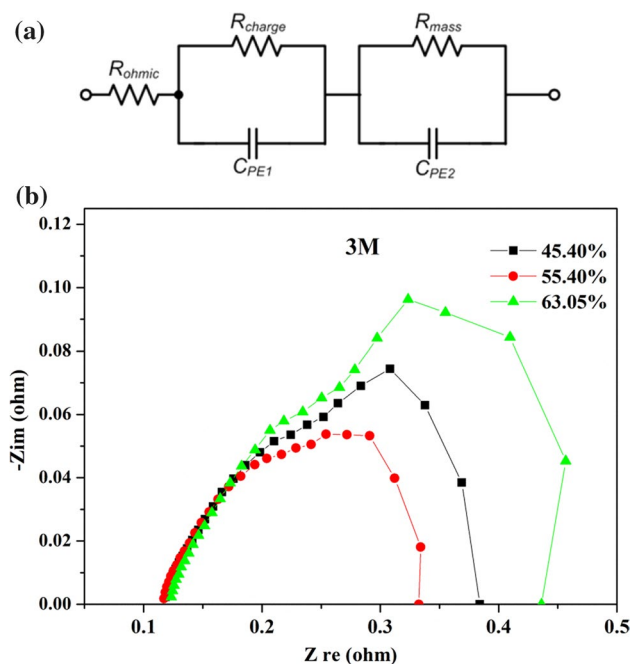 (a)
Rcharge
Rmass
Rohmic
CPE1
CPE2
(b)
0.12
3M
45.40%
0.10
55.40%
63.05%
0.08
-Zim (ohm)
0.06
0.04
0.02
0.00
0.1 0.2 0.3 0.4 0.5
Z re (ohm)